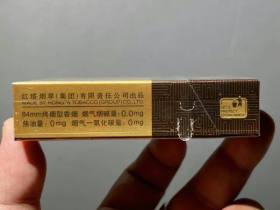 红塔烟草（集团）有限责任公司出品
MADE BY HONGTA TOBACCO(GROUP)CO.,LTD.
84mm烤烟型香烟 烟气烟碱量：0.0mg
焦油量：0mg 烟气一氧化碳量：0mg